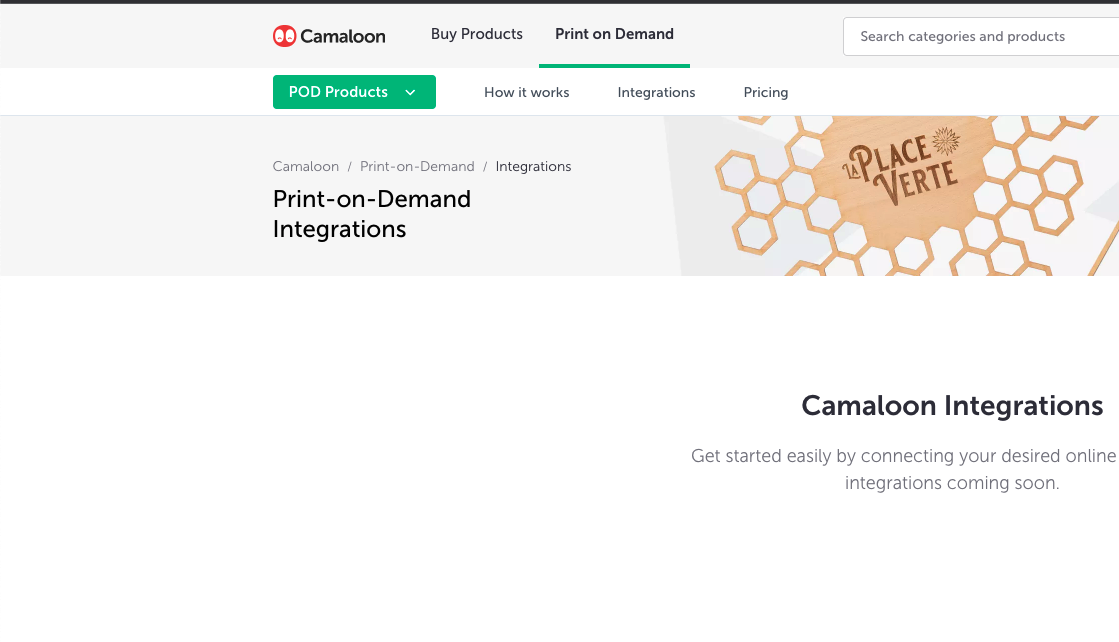 Camaloon
Buy Products
Print on Demand
Search categories and products
POD Products
How it works
Integrations
Pricing
Camaloon / Print-on-Demand / Integrations
Print-on-Demand
Integrations
LA PLACE
VERTE
Camaloon Integrations
Get started easily by connecting your desired online
integrations coming soon.